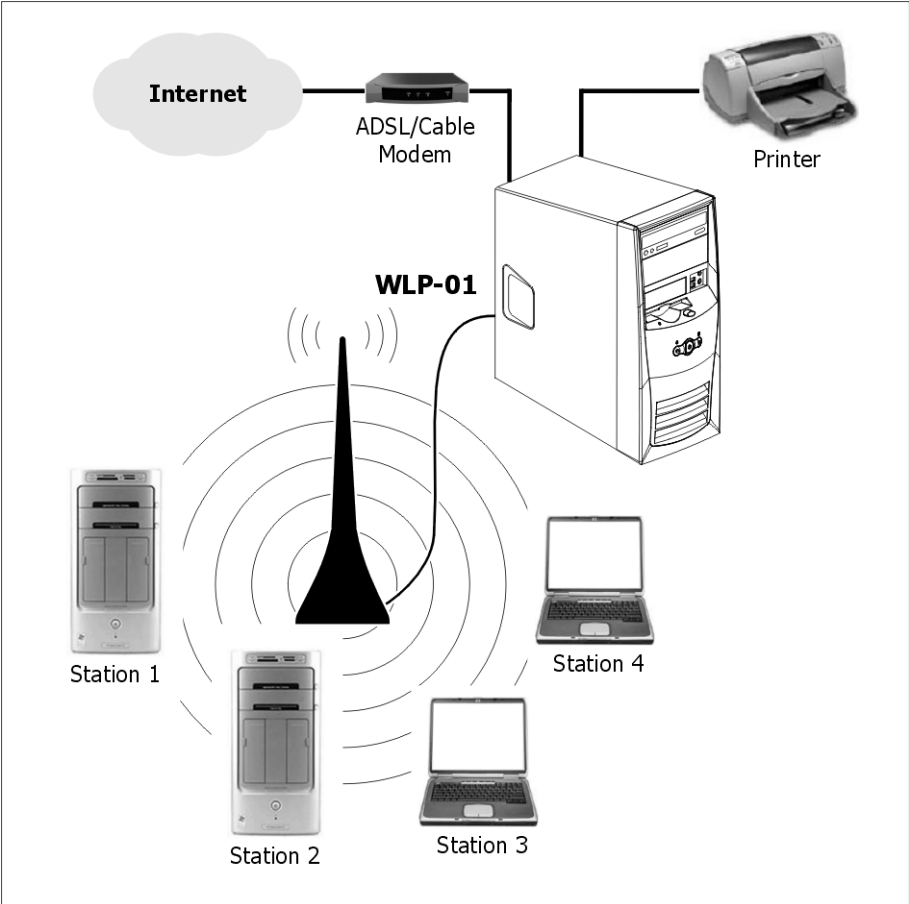 Internet
ADSL/Cable
Modem
Printer
WLP-01
Station 1
Station 4
Station 2
Station 3